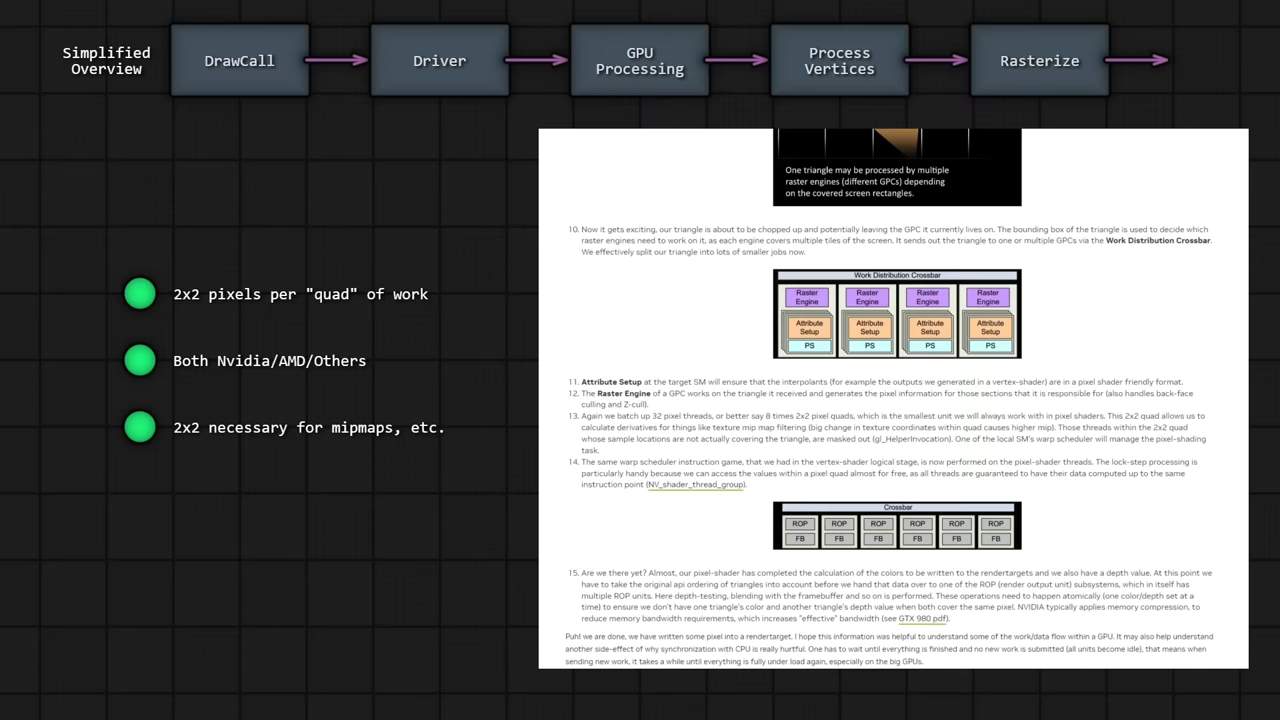 Simplified
Overview
DrawCall
Driver
GPU
Processing
Process
Vertices
Rasterize
2x2 pixels per "quad" of work
Both Nvidia/AMD/Others
2x2 necessary for mipmaps, etc.
One triangle may be processed by multiple
raster engines (different GPCs) depending
on the covered screen rectangles.
10. Now it gets exciting, our triangle is about to be chopped up and potentially leaving the GPC it currently lives on. The bounding box of the triangle is used to decide which
raster engines need to work on it, as each engine covers multiple tiles of the screen. It sends out the triangle to one or multiple GPCs via the Work Distribution Crossbar.
We effectively split our triangle into lots of smaller jobs now.
Work Distribution Crossbar
Raster Engine Raster Engine Raster Engine Raster Engine
Attribute Setup Attribute Setup Attribute Setup Attribute Setup
PS PS PS PS
11. Attribute Setup at the target SM will ensure that the interpolants (for example the outputs we generated in a vertex-shader) are in a pixel shader friendly format.
12. The Raster Engine of a GPC works on the triangle it received and generates the pixel information for those sections that it is responsible for (also handles back-face
culling and Z-cull).
13. Again we batch up 32 pixel threads, or better say 8 times 2x2 pixel quads, which is the smallest unit we will always work with in pixel shaders. This 2x2 quad allows us to
calculate derivatives for things like texture mip map filtering (big change in texture coordinates within quad causes higher mip). Those threads within the 2x2 quad
whose sample locations are not actually covering the triangle, are masked out (gl_HelperInvocation). One of the local SM's warp scheduler will manage the pixel-shading
task.
14. The same warp scheduler instruction game, that we had in the vertex-shader logical stage, is now performed on the pixel-shader threads. The lock-step processing is
particularly handy because we can access the values within a pixel quad almost for free, as all threads are guaranteed to have their data computed up to the same
instruction point (NV_shader_thread_group).
Crossbar
ROP ROP ROP ROP ROP ROP
FB FB FB FB FB FB
15. Are we there yet? Almost, our pixel-shader has completed the calculation of the colors to be written to the rendertargets and we also have a depth value. At this point we
have to take the original api ordering of triangles into account before we hand that data over to one of the ROP (render output unit) subsystems, which in itself has
multiple ROP units. Here depth-testing, blending with the framebuffer and so on is performed. These operations need to happen atomically (one color/depth set at a
time) to ensure we don't have one triangle's color and another triangle's depth value when both cover the same pixel. NVIDIA typically applies memory compression, to
reduce memory bandwidth requirements, which increases "effective" bandwidth (see GTX 980 pdf).
Puh! we are done, we have written some pixel into a rendertarget. I hope this information was helpful to understand some of the work/data flow within a GPU. It may also help understand
another side-effect of why synchronization with CPU is really hurtful. One has to wait until everything is finished and no new work is submitted (all units become idle), that means when
sending new work, it takes a while until everything is fully under load again, especially on the big GPUs.